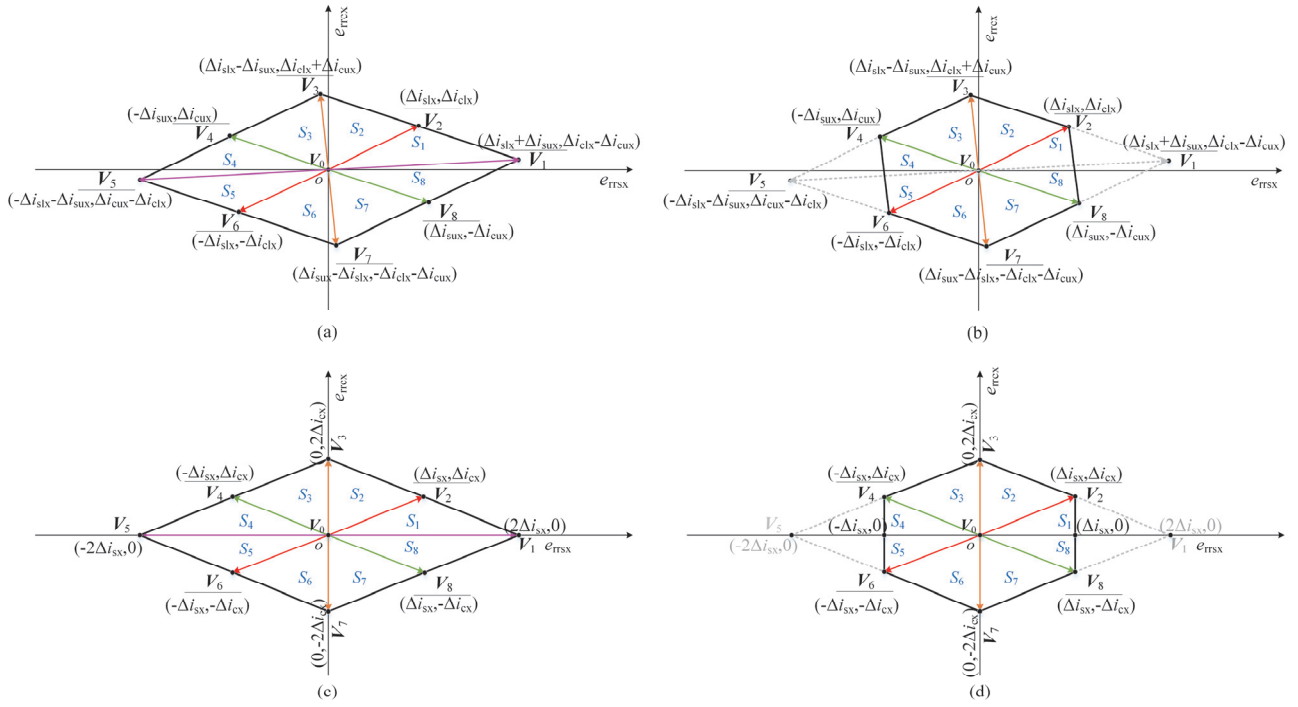 e_rrcx
(Δi_slx-Δi_sux,Δi_clx+Δi_cux)
V_3
(-Δi_sux,Δi_cux)
V_4
(Δi_slx,Δi_clx)
V_2
S_3
S_2
S_1
(Δi_slx+Δi_sux,Δi_clx-Δi_cux)
V_1
S_4
V_0
o
S_8
e_rrsx
V_5
(-Δi_slx-Δi_sux,Δi_cux-Δi_clx)
S_5
S_6
S_7
V_6
(-Δi_slx,-Δi_clx)
V_8
(Δi_sux,-Δi_cux)
V_7
(Δi_sux-Δi_slx,-Δi_clx-Δi_cux)
(a)
e_rrcx
(Δi_slx-Δi_sux,Δi_clx+Δi_cux)
V_3
(-Δi_sux,Δi_cux)
V_4
(Δi_slx,Δi_clx)
V_2
S_3
S_2
S_1
(Δi_slx+Δi_sux,Δi_clx-Δi_cux)
V_1
S_4
V_0
o
S_8
e_rrsx
V_5
(-Δi_slx-Δi_sux,Δi_cux-Δi_clx)
S_5
S_6
S_7
V_6
(-Δi_slx,-Δi_clx)
V_8
(Δi_sux,-Δi_cux)
V_7
(Δi_sux-Δi_slx,-Δi_clx-Δi_cux)
(b)
e_rrcx
(0,2Δi_cx)
V_3
(-Δi_sx,Δi_cx)
V_4
(Δi_sx,Δi_cx)
V_2
S_3
S_2
V_5
(-2Δi_sx,0)
S_4
V_0
o
S_1
(2Δi_sx,0)
V_1
e_rrsx
S_5
S_8
S_6
S_7
V_6
(-Δi_sx,-Δi_cx)
V_8
(Δi_sx,-Δi_cx)
(0,-2Δi_cx)
V_7
(c)
e_rrcx
(0,2Δi_cx)
V_3
(-Δi_sx,Δi_cx)
V_4
(Δi_sx,Δi_cx)
V_2
S_3
S_2
V_5
(-2Δi_sx,0)
(-Δi_sx,0)
S_4
V_0
o
S_1
(Δi_sx,0)
(2Δi_sx,0)
V_1
e_rrsx
S_5
S_8
S_6
S_7
V_6
(-Δi_sx,-Δi_cx)
V_8
(Δi_sx,-Δi_cx)
(0,-2Δi_cx)
V_7
(d)